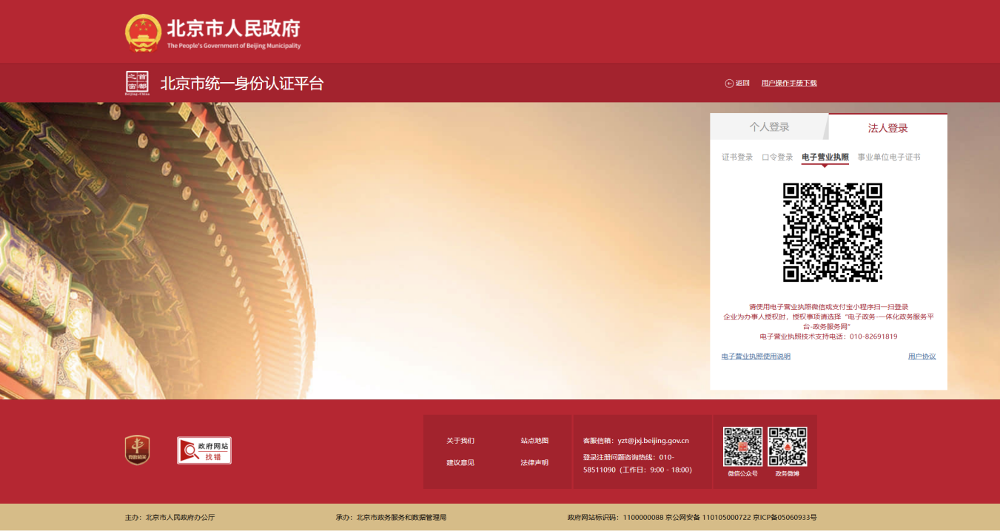 北京市人民政府
The People's Government of Beijing Municipality
首都之窗
Beijing-China
北京市统一身份认证平台
返回 用户操作手册下载
个人登录 法人登录
证书登录 口令登录 电子营业执照 事业单位电子证书
请使用电子营业执照微信或支付宝小程序扫一扫登录
企业为办事人授权时，授权事项请选择“电子政务-一体化政务服务平
台-政务服务网”
电子营业执照技术支持电话：010-82691819
电子营业执照使用说明 用户协议
党政机关
政府网站
找错
关于我们 站点地图
建议意见 法律声明
客服信箱：yzt@jxj.beijing.gov.cn
登录注册问题咨询热线：010-
58511090（工作日：9:00 - 18:00）
微信公众号 政务微博
主办：北京市人民政府办公厅 承办：北京市政务服务和数据管理局 政府网站标识码：1100000088 京公网安备 110105000722 京ICP备05060933号